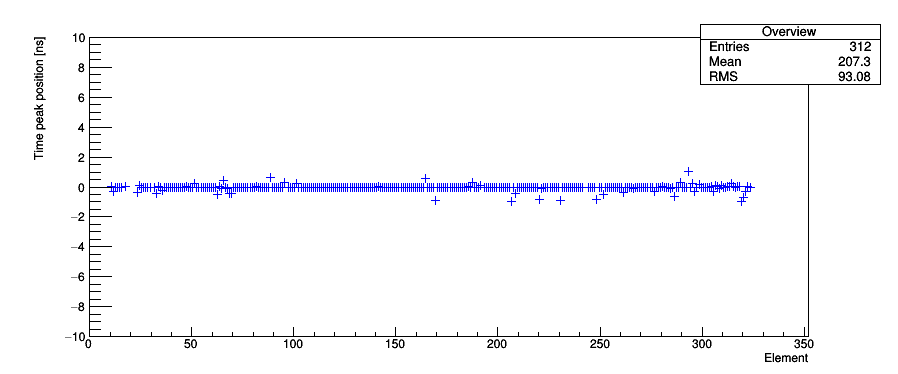 Overview
Entries 312
Mean 207.3
RMS 93.08
Time peak position [ns]
10
8
6
4
2
0
−2
−4
−6
−8
−10
0 50 100 150 200 250 300 350
Element